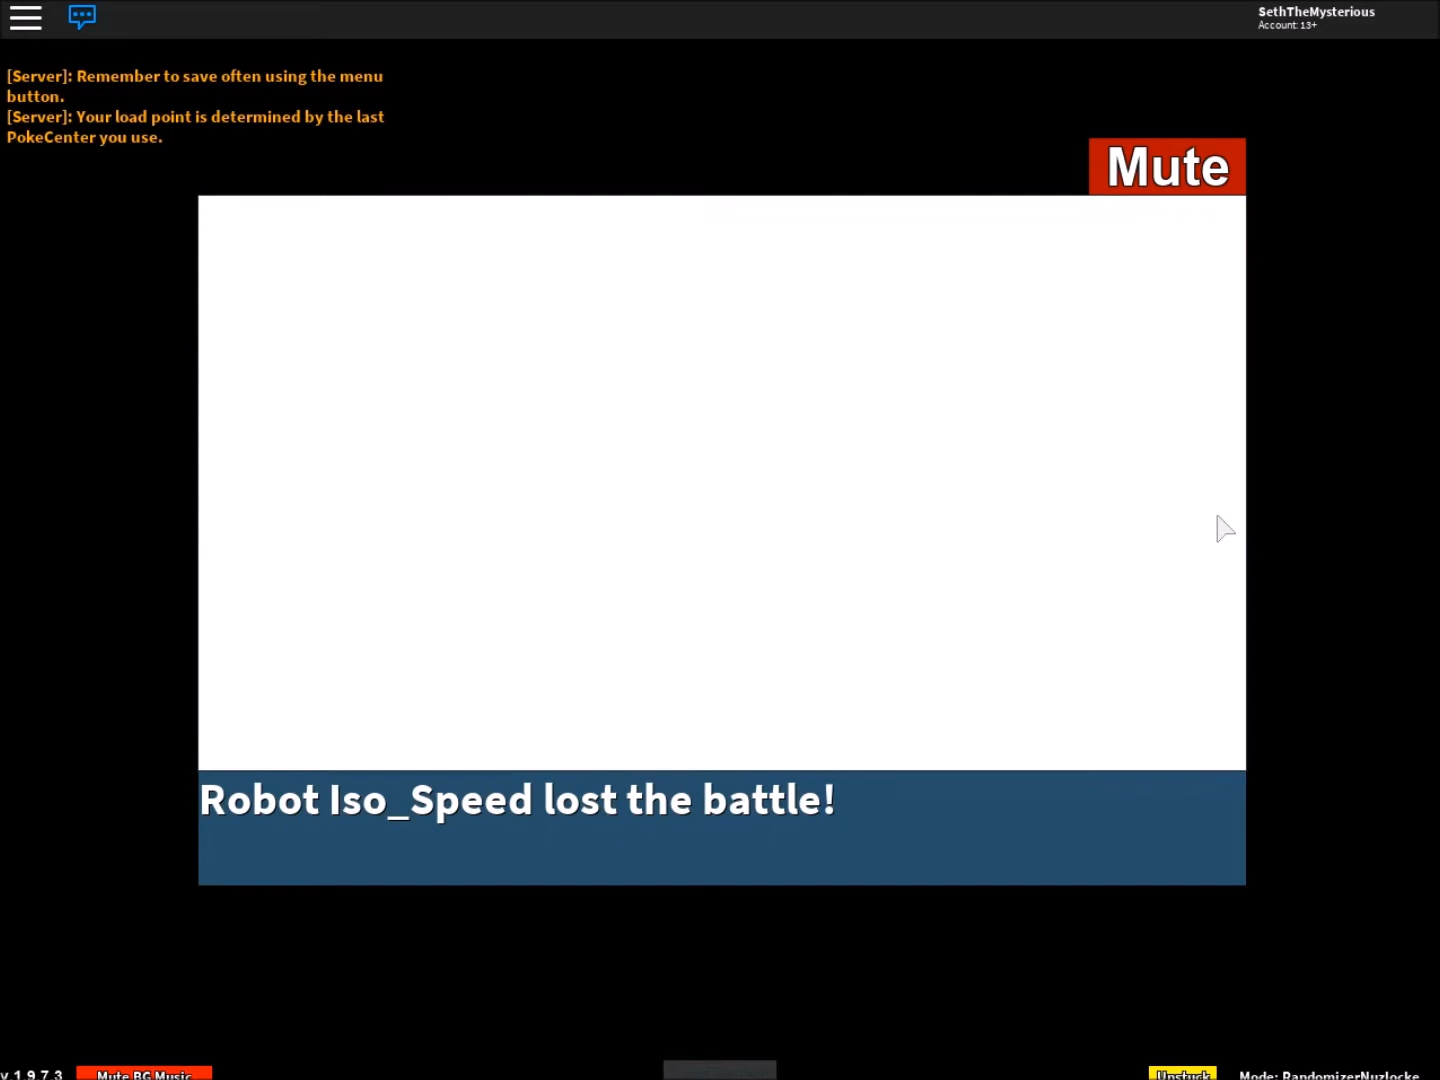 SethTheMysterious
Account: 13+
[Server]: Remember to save often using the menu
button.
[Server]: Your load point is determined by the last
PokeCenter you use.
Mute
Robot Iso_Speed lost the battle!
v.1.9.7.3
Mute BG Music
Unstuck
Mode: RandomizerNuzlocke